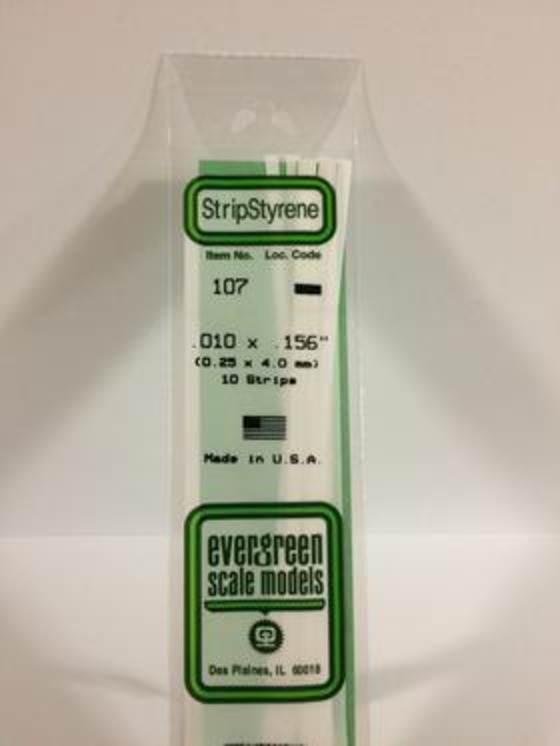 StripStyrene
Item No. Loc. Code
107
.010 x .156"
(0.25 x 4.0 mm)
10 Strips
Made in U.S.A.
evergreen
scale models
Des Plaines, IL 60018